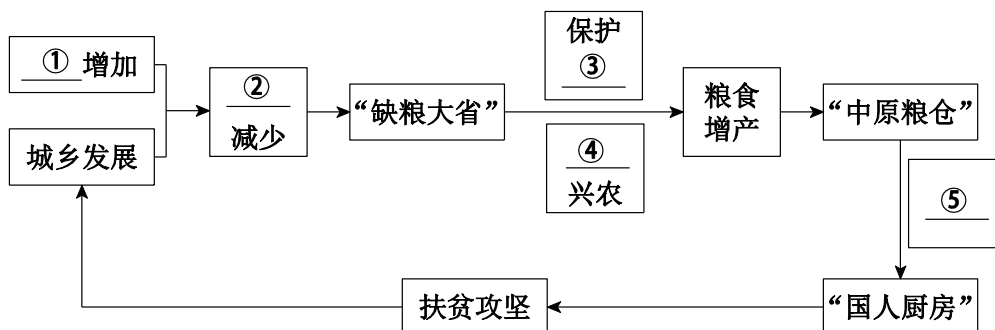 ① 增加
城乡发展
②
减少
“缺粮大省”
保护
③
④
兴农
粮食
增产
“中原粮仓”
⑤
“国人厨房”
扶贫攻坚